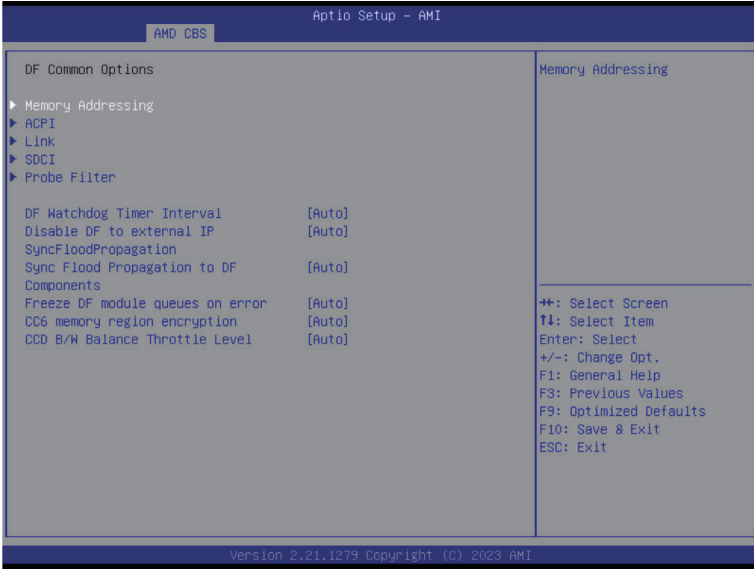 Aptio Setup – AMI
AMD CBS
DF Common Options
Memory Addressing
ACPI
Link
SDCI
Probe Filter
DF Watchdog Timer Interval [Auto]
Disable DF to external IP [Auto]
SyncFloodPropagation
Sync Flood Propagation to DF [Auto]
Components
Freeze DF module queues on error [Auto]
CC6 memory region encryption [Auto]
CCD B/W Balance Throttle Level [Auto]
Memory Addressing
→←: Select Screen
↑↓: Select Item
Enter: Select
+/-: Change Opt.
F1: General Help
F3: Previous Values
F9: Optimized Defaults
F10: Save & Exit
ESC: Exit
Version 2.21.1279 Copyright (C) 2023 AMI